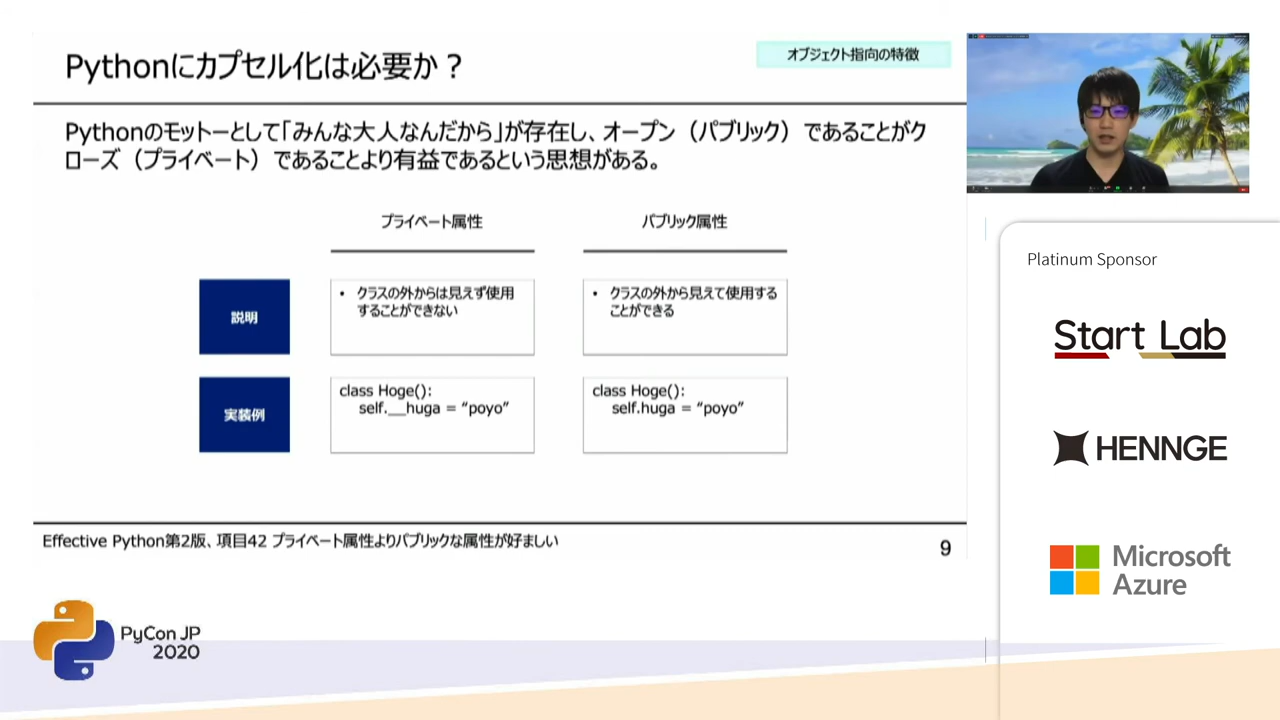 Pythonにカプセル化は必要か？
オブジェクト指向の特徴
Pythonのモットーとして「みんな大人なんだから」が存在し、オープン（パブリック）であることがク
ローズ（プライベート）であることより有益であるという思想がある。
プライベート属性
パブリック属性
説明
• クラスの外からは見えず使用
することができない
• クラスの外から見えて使用する
ことができる
実装例
class Hoge():
self.__huga = “poyo”
class Hoge():
self.huga = “poyo”
Effective Python第2版、項目42 プライベート属性よりパブリックな属性が好ましい
9
PyCon JP
2020
Platinum Sponsor
Start Lab
HENNGE
Microsoft
Azure